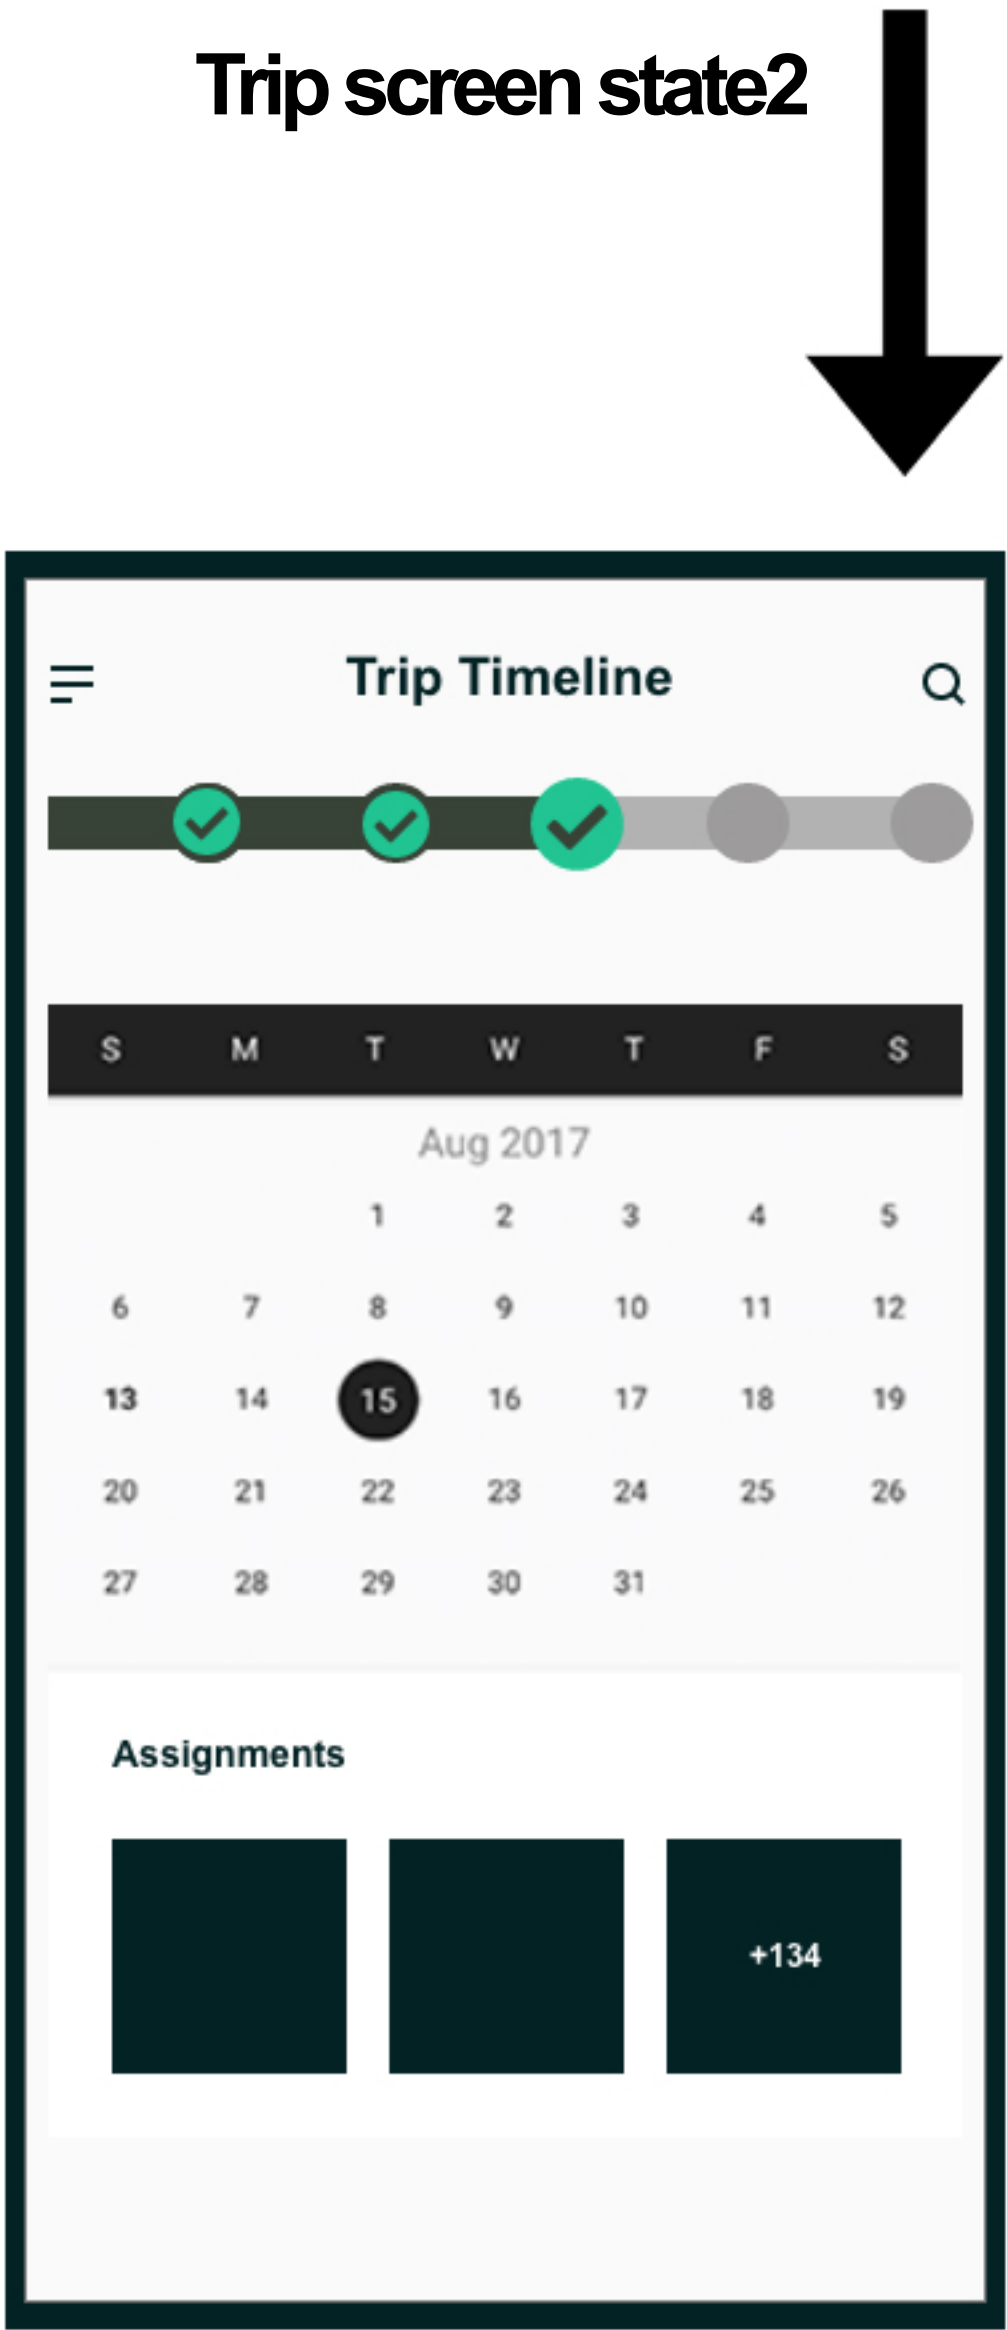 Trip screen state2
Trip Timeline
S M T W T F S
Aug 2017
1 2 3 4 5
6 7 8 9 10 11 12
13 14 15 16 17 18 19
20 21 22 23 24 25 26
27 28 29 30 31
Assignments
+134